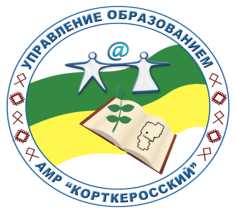 УПРАВЛЕНИЕ ОБРАЗОВАНИЕМ
@
АМР "КОРТКЕРОССКИЙ"